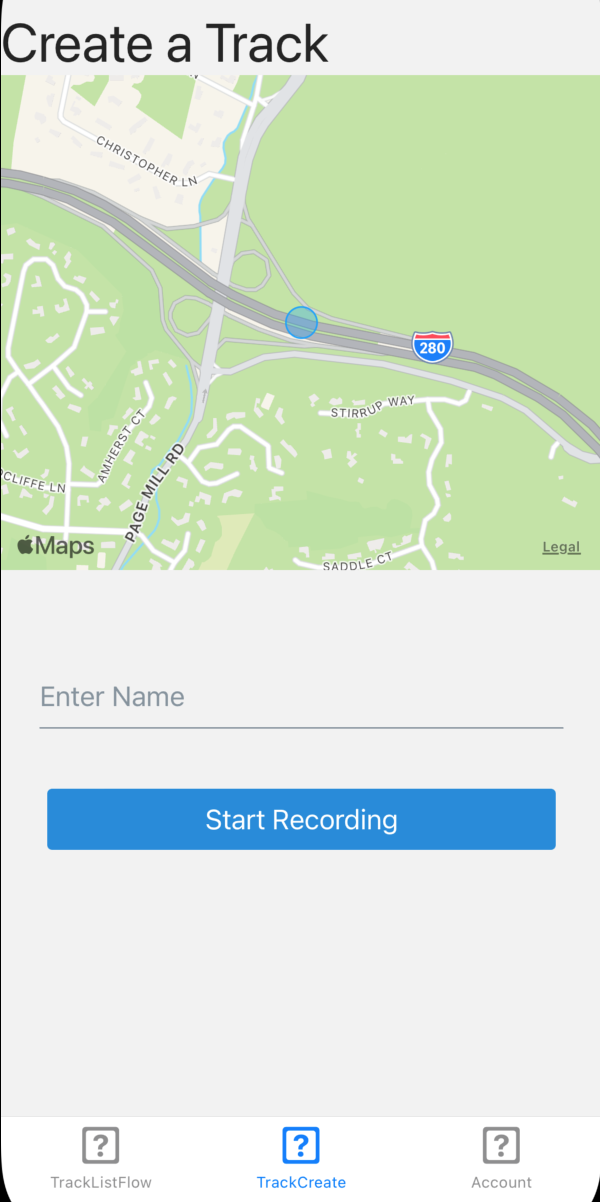 Create a Track
CHRISTOPHER LN
280
STIRRUP WAY
AMHERST CT
PAGE MILL RD
CLIFFE LN
Maps
Legal
SADDLE CT
Enter Name
Start Recording
?
?
?
TrackListFlow
TrackCreate
Account